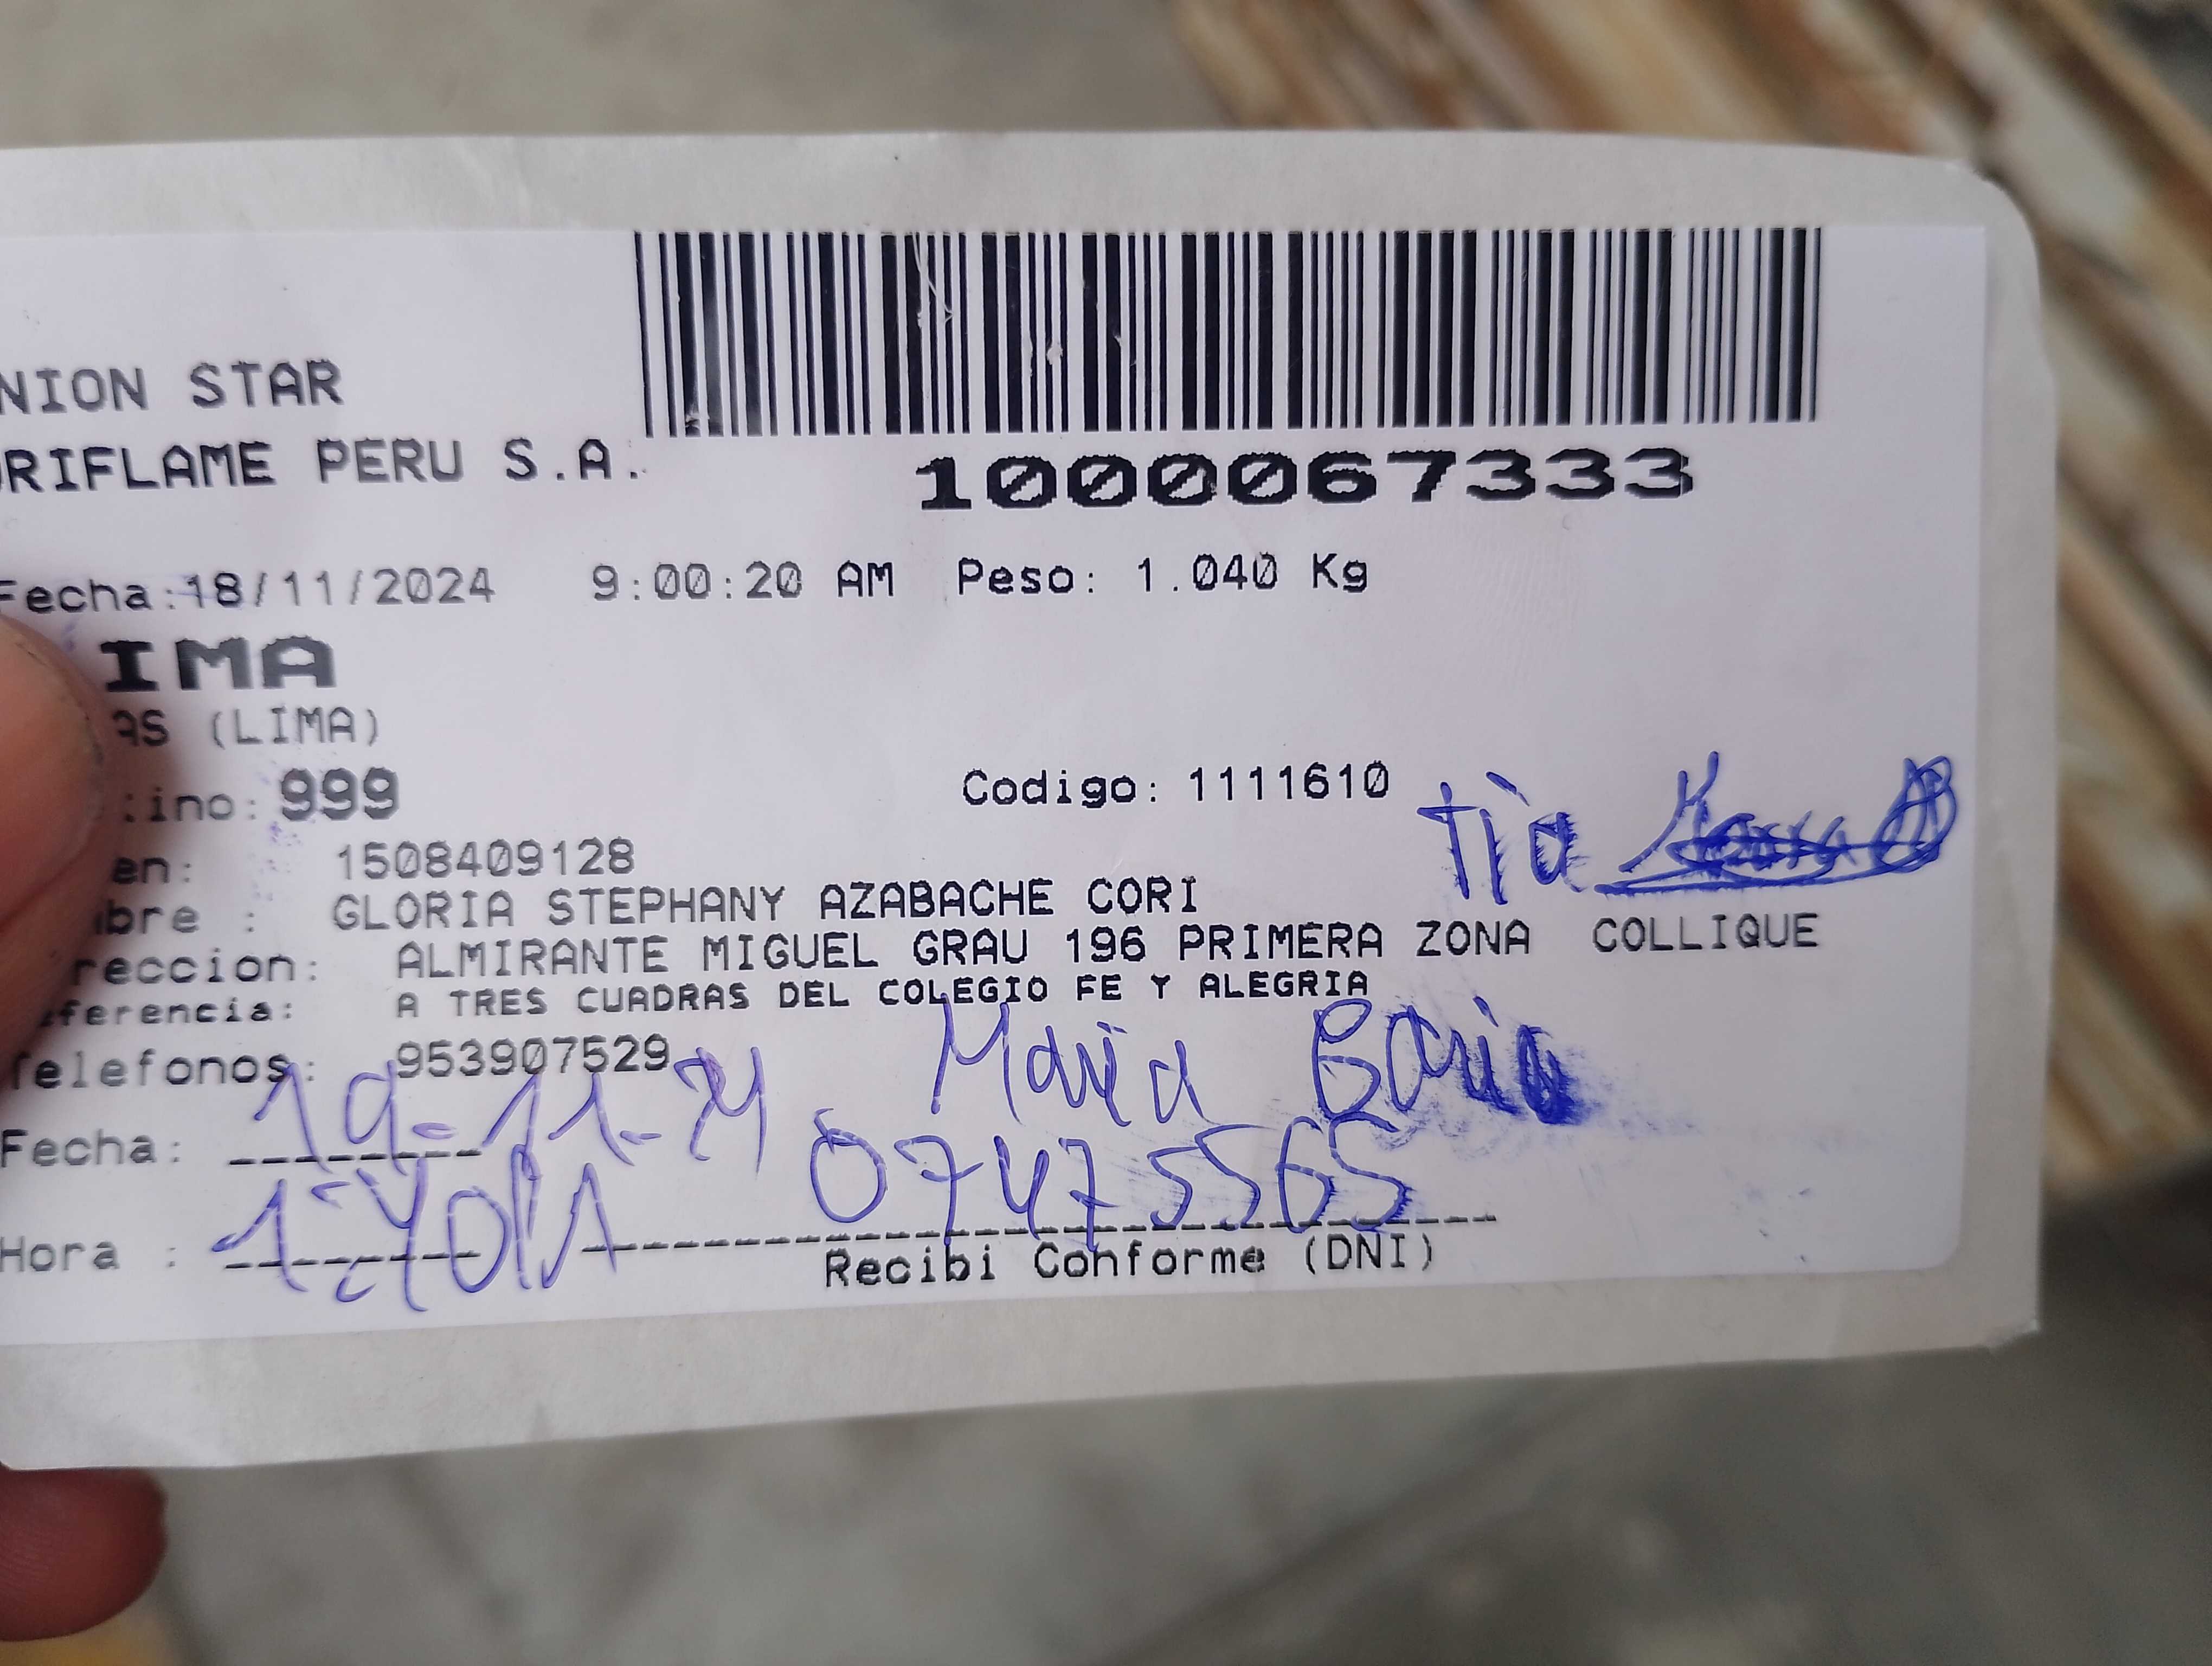 NION STAR
RIFLAME PERU S.A.
1000067333
Fecha:18/11/2024 9:00:20 AM Peso: 1.040 Kg
IMA
AS (LIMA)
ino: 999 Codigo: 1111610
tia
en: 1508409128
bre : GLORIA STEPHANY AZABACHE CORI
reccion: ALMIRANTE MIGUEL GRAU 196 PRIMERA ZONA COLLIQUE
ferencia: A TRES CUADRAS DEL COLEGIO FE Y ALEGRIA
Telefonos: 953907529
Maria
Fecha: 19-11-24
07475565
Hora :
Recibi Conforme (DNI)